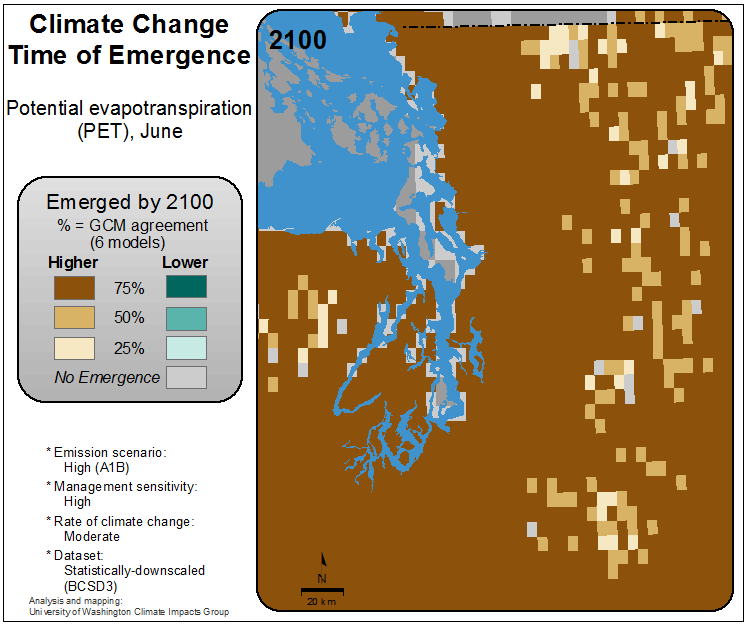 Climate Change
Time of Emergence
Potential evapotranspiration
(PET), June
Emerged by 2100
% = GCM agreement
(6 models)
Higher Lower
75%
50%
25%
No Emergence
* Emission scenario:
High (A1B)
* Management sensitivity:
High
* Rate of climate change:
Moderate
* Dataset:
Statistically-downscaled
(BCSD3)
Analysis and mapping:
University of Washington Climate Impacts Group
2100
N
20 km